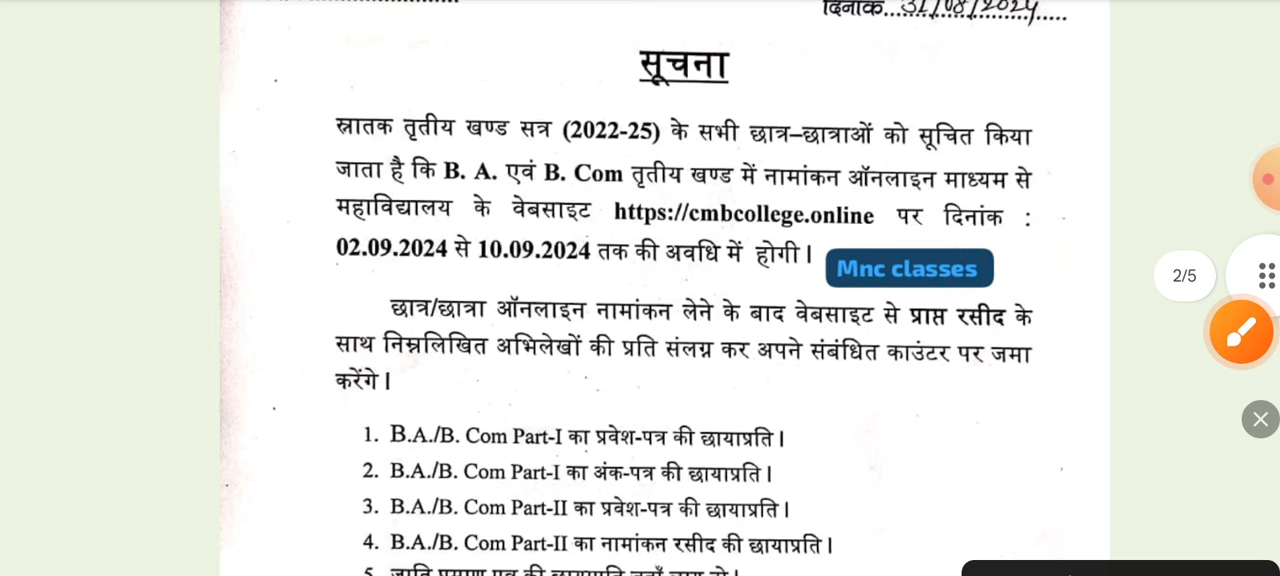 दिनांक...31/08/2024.....
सूचना
स्नातक तृतीय खण्ड सत्र (2022-25) के सभी छात्र–छात्राओं को सूचित किया
जाता है कि B. A. एवं B. Com तृतीय खण्ड में नामांकन ऑनलाइन माध्यम से
महाविद्यालय के वेबसाइट https://cmbcollege.online पर दिनांक :
02.09.2024 से 10.09.2024 तक की अवधि में होगी।
Mnc classes
2/5
छात्र/छात्रा ऑनलाइन नामांकन लेने के बाद वेबसाइट से प्राप्त रसीद के
साथ निम्नलिखित अभिलेखों की प्रति संलग्न कर अपने संबंधित काउंटर पर जमा
करेंगे।
1. B.A./B. Com Part-I का प्रवेश-पत्र की छायाप्रति।
2. B.A./B. Com Part-I का अंक-पत्र की छायाप्रति।
3. B.A./B. Com Part-II का प्रवेश-पत्र की छायाप्रति।
4. B.A./B. Com Part-II का नामांकन रसीद की छायाप्रति।